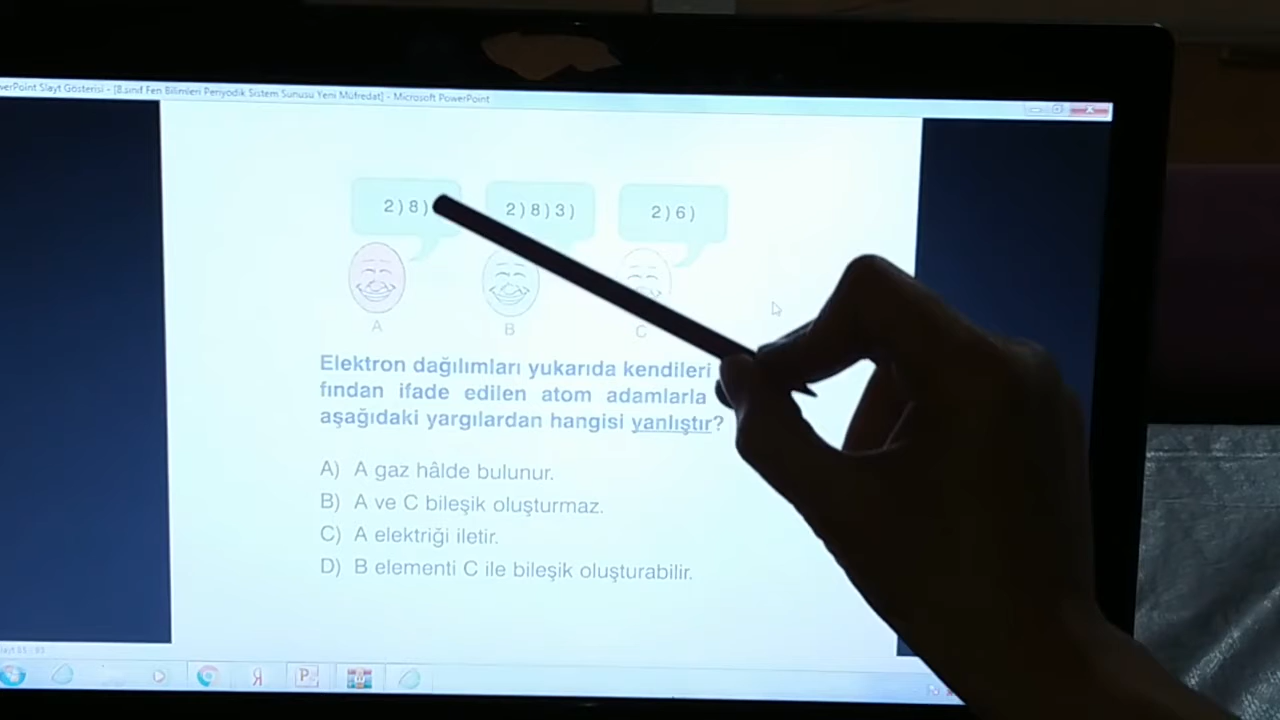 PowerPoint Slayt Gösterisi - [8.sınıf Fen Bilimleri Periyodik Sistem Sunusu Yeni Müfredat] - Microsoft PowerPoint
2 ) 8 )
2 ) 8 ) 3 )
2 ) 6 )
A
B
C
Elektron dağılımları yukarıda kendileri
fından ifade edilen atom adamlarla
aşağıdaki yargılardan hangisi yanlıştır?
A) A gaz hâlde bulunur.
B) A ve C bileşik oluşturmaz.
C) A elektriği iletir.
D) B elementi C ile bileşik oluşturabilir.